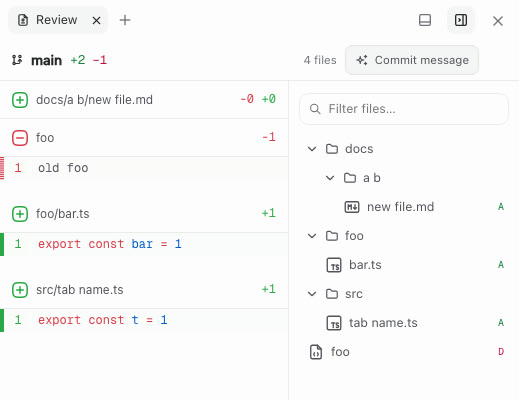 Review
main +2 −1
4 files
Commit message
docs/a b/new file.md -0 +0
foo -1
1 old foo
foo/bar.ts +1
1 export const bar = 1
src/tab name.ts +1
1 export const t = 1
Filter files...
docs
a b
new file.md A
foo
TS bar.ts A
src
TS tab name.ts A
foo D